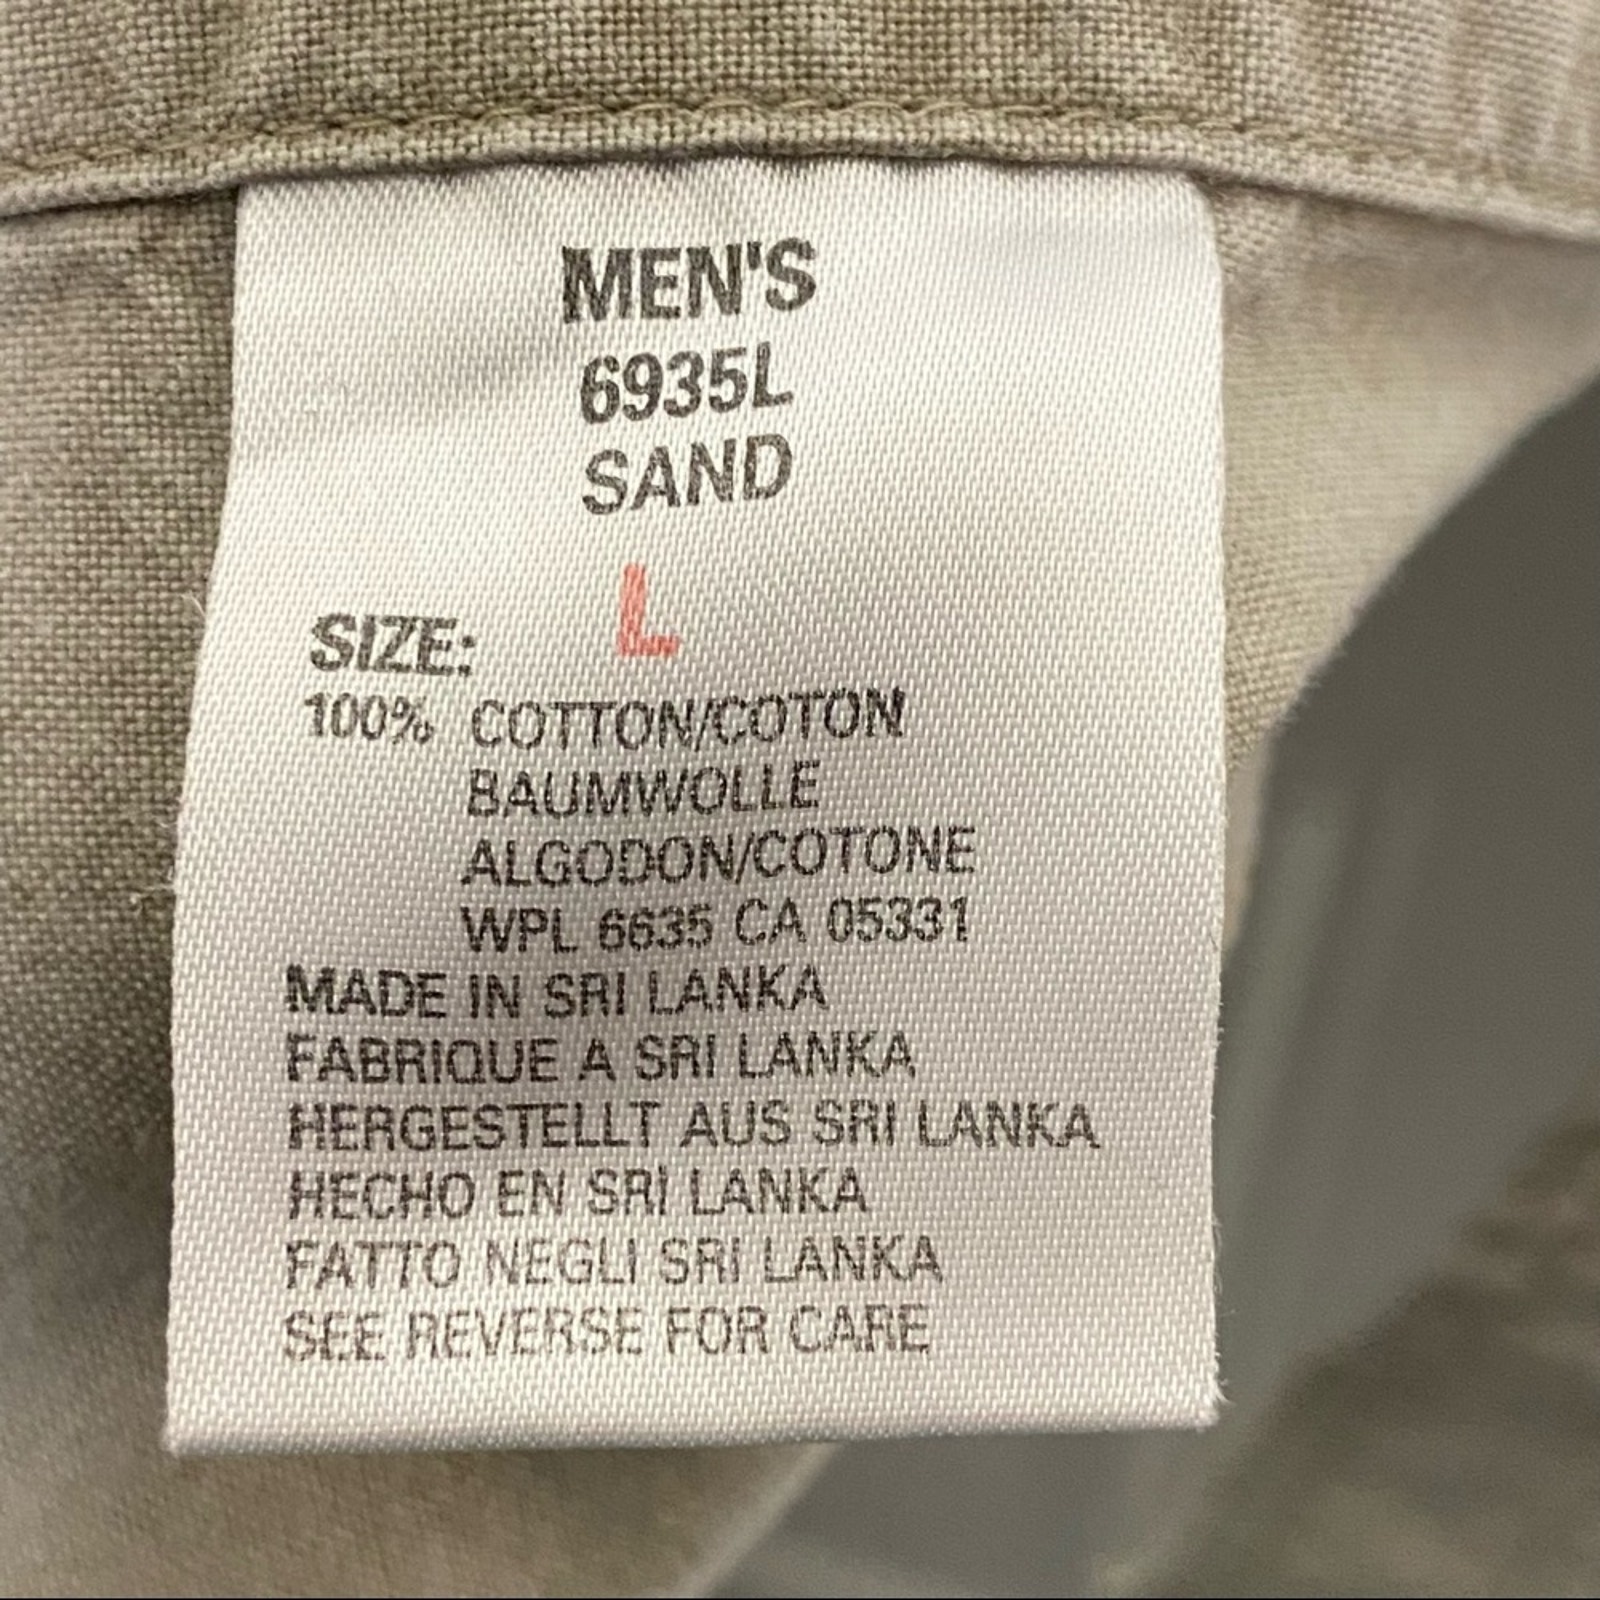 MEN'S
6935L
SAND
SIZE: L
100% COTTON/COTON
BAUMWOLLE
ALGODON/COTONE
WPL 6635 CA 05331
MADE IN SRI LANKA
FABRIQUE A SRI LANKA
HERGESTELLT AUS SRI LANKA
HECHO EN SRI LANKA
FATTO NEGLI SRI LANKA
SEE REVERSE FOR CARE